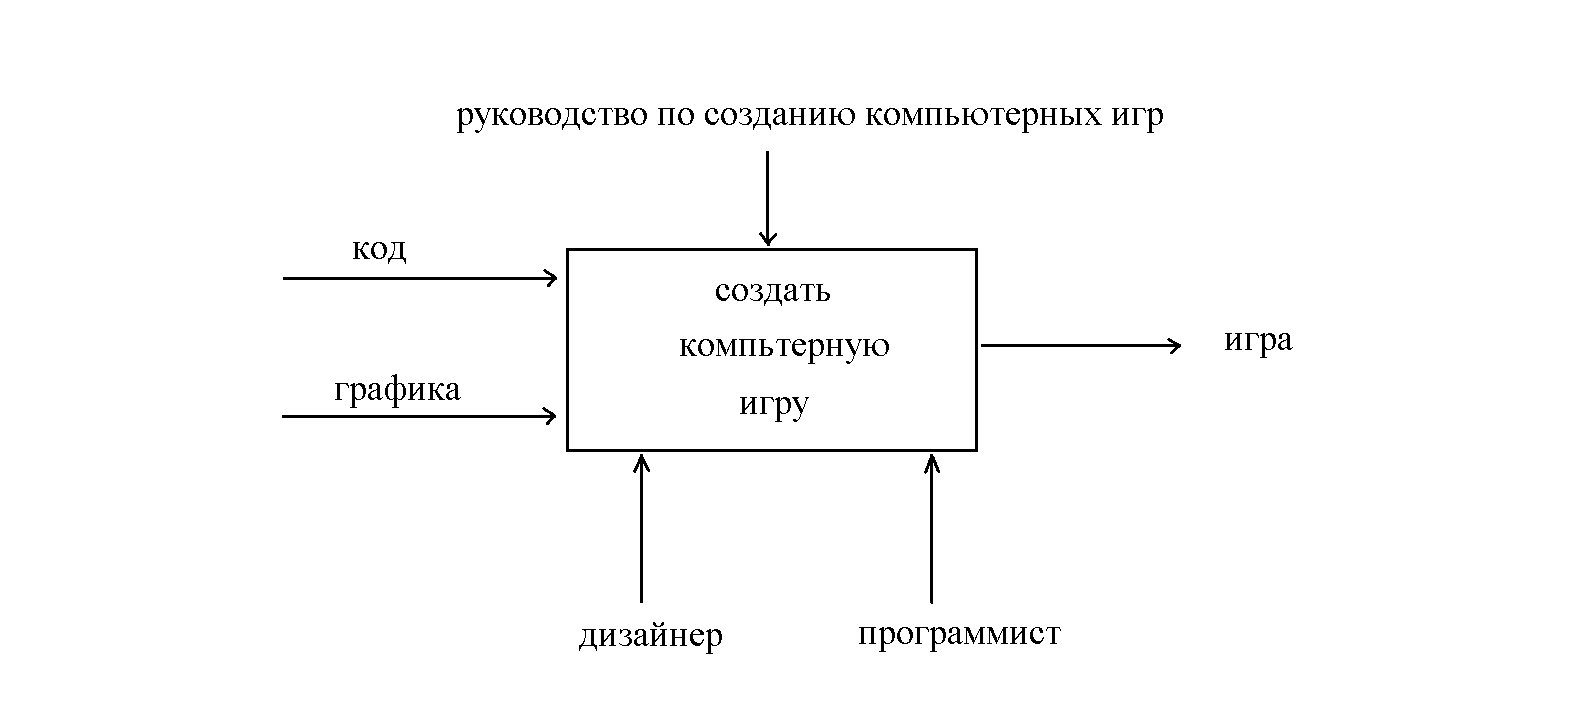 руководство по созданию компьютерных игр
код
создать
компьтерную
игру
игра
графика
дизайнер
программист